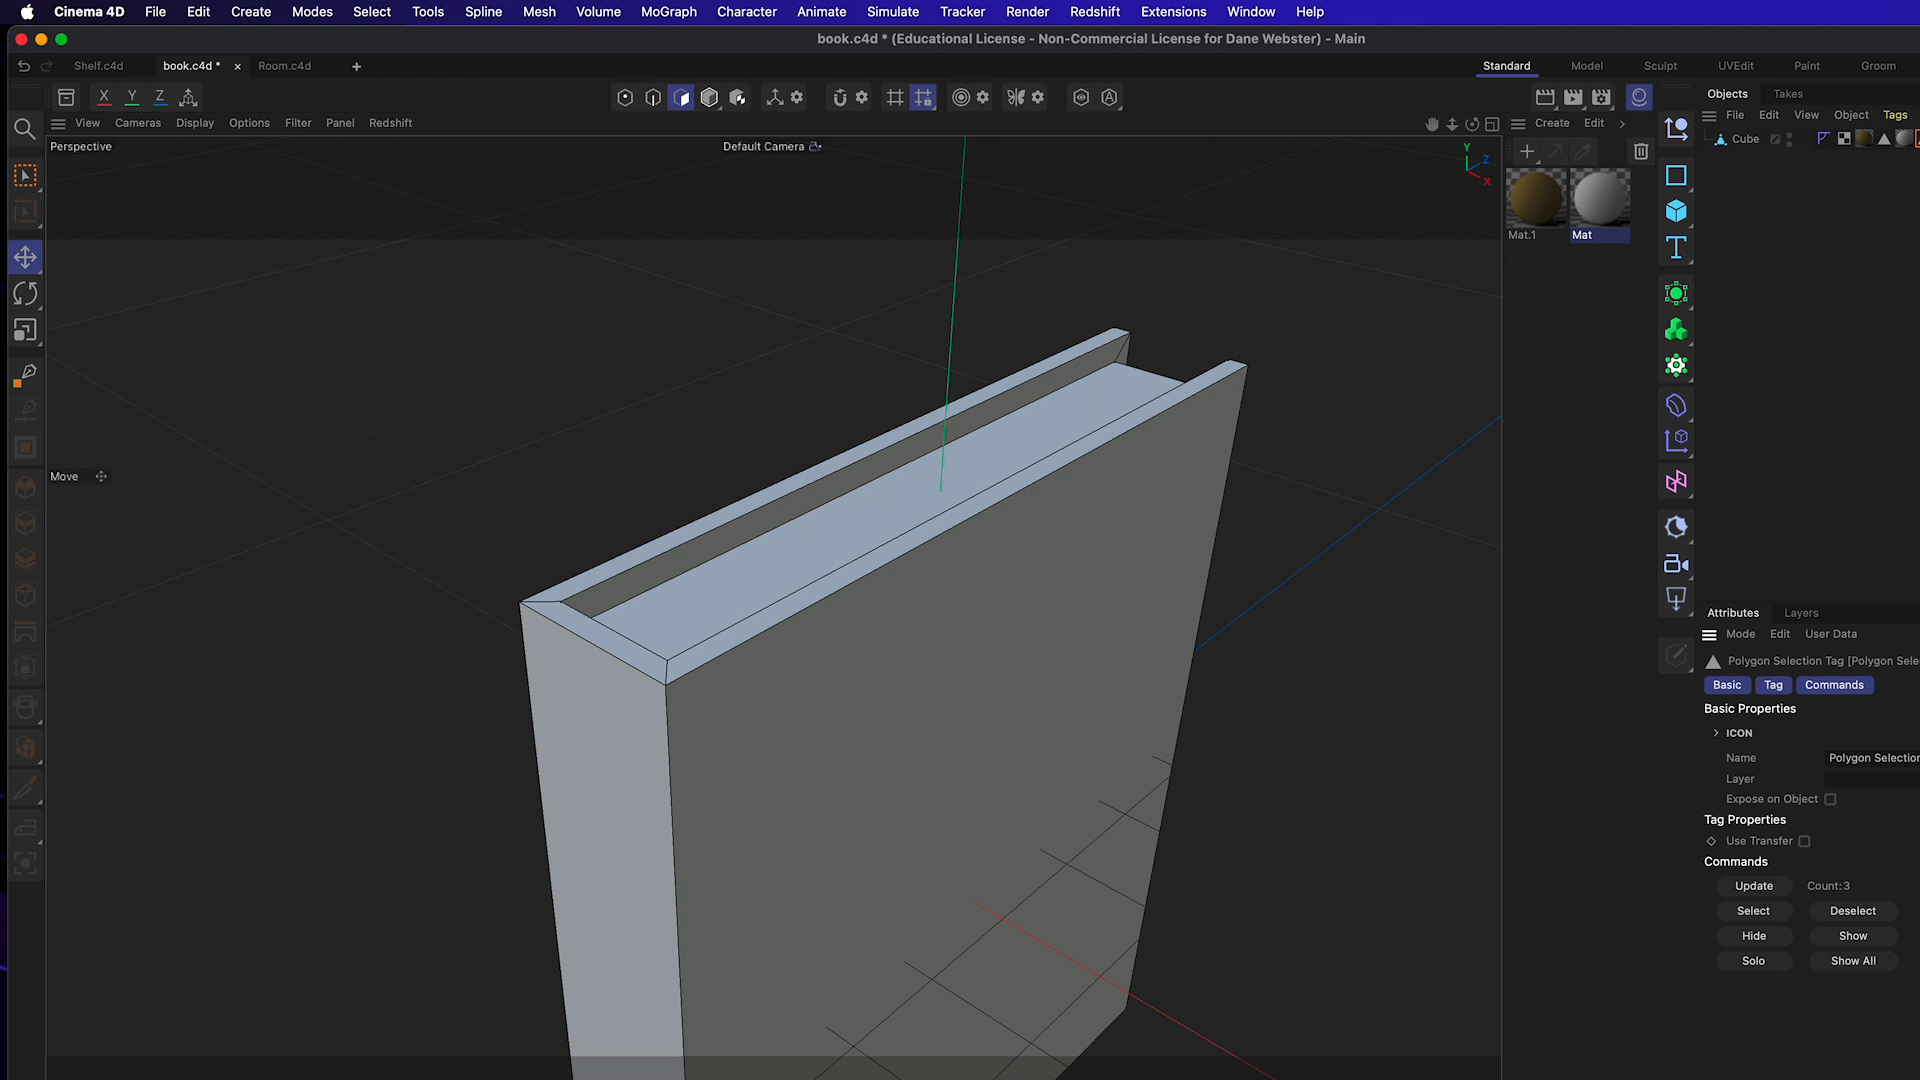 Cinema 4D File Edit Create Modes Select Tools Spline Mesh Volume MoGraph Character Animate Simulate Tracker Render Redshift Extensions Window Help
book.c4d * (Educational License - Non-Commercial License for Dane Webster) - Main
Shelf.c4d book.c4d * × Room.c4d + Standard Model Sculpt UVEdit Paint Groom
X Y Z
Objects Takes
View Cameras Display Options Filter Panel Redshift
Create Edit
File Edit View Object Tags
Cube
Perspective
Default Camera
Y
Z
X
Mat.1 Mat
Move
Attributes Layers
Mode Edit User Data
Polygon Selection Tag [Polygon Sele
Basic Tag Commands
Basic Properties
ICON
Name Polygon Selection
Layer
Expose on Object
Tag Properties
Use Transfer
Commands
Update Count: 3
Select Deselect
Hide Show
Solo Show All